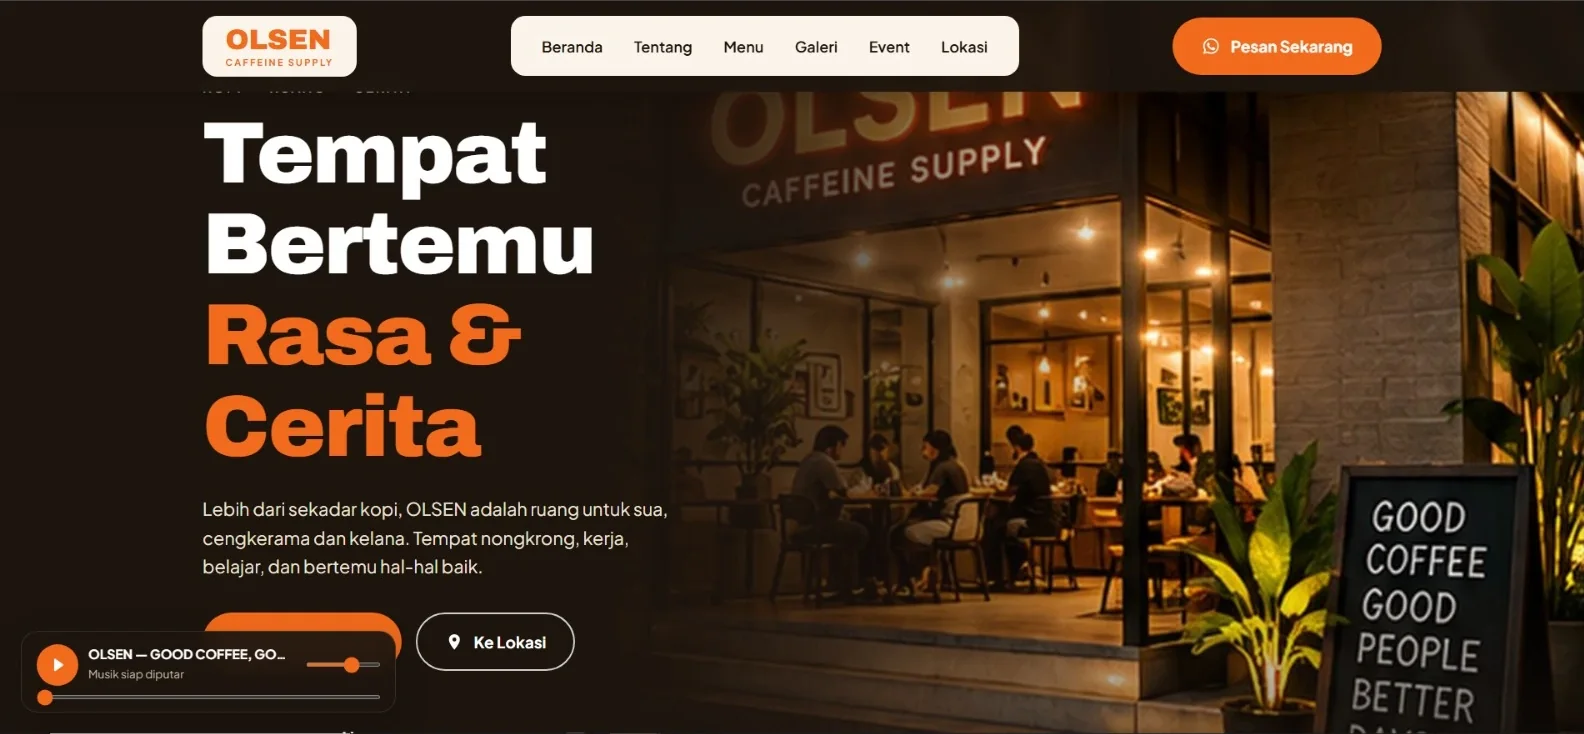 OLSEN
CAFFEINE SUPPLY
Beranda
Tentang
Menu
Galeri
Event
Lokasi
Pesan Sekarang
Tempat
Bertemu
Rasa &
Cerita
Lebih dari sekadar kopi, OLSEN adalah ruang untuk sua,
cengkerama dan kelana. Tempat nongkrong, kerja,
belajar, dan bertemu hal-hal baik.
Ke Lokasi
OLSEN — GOOD COFFEE, GO...
Musik siap diputar
OLSEN
CAFFEINE SUPPLY
GOOD
COFFEE
GOOD
PEOPLE
BETTER